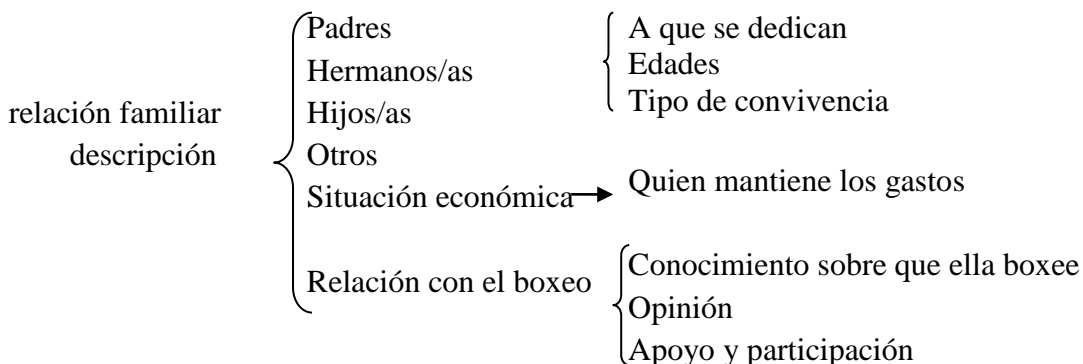 relación familiar
descripción
Padres
Hermanos/as
Hijos/as
Otros
Situación económica
Relación con el boxeo
A que se dedican
Edades
Tipo de convivencia
Quien mantiene los gastos
Conocimiento sobre que ella boxee
Opinión
Apoyo y participación